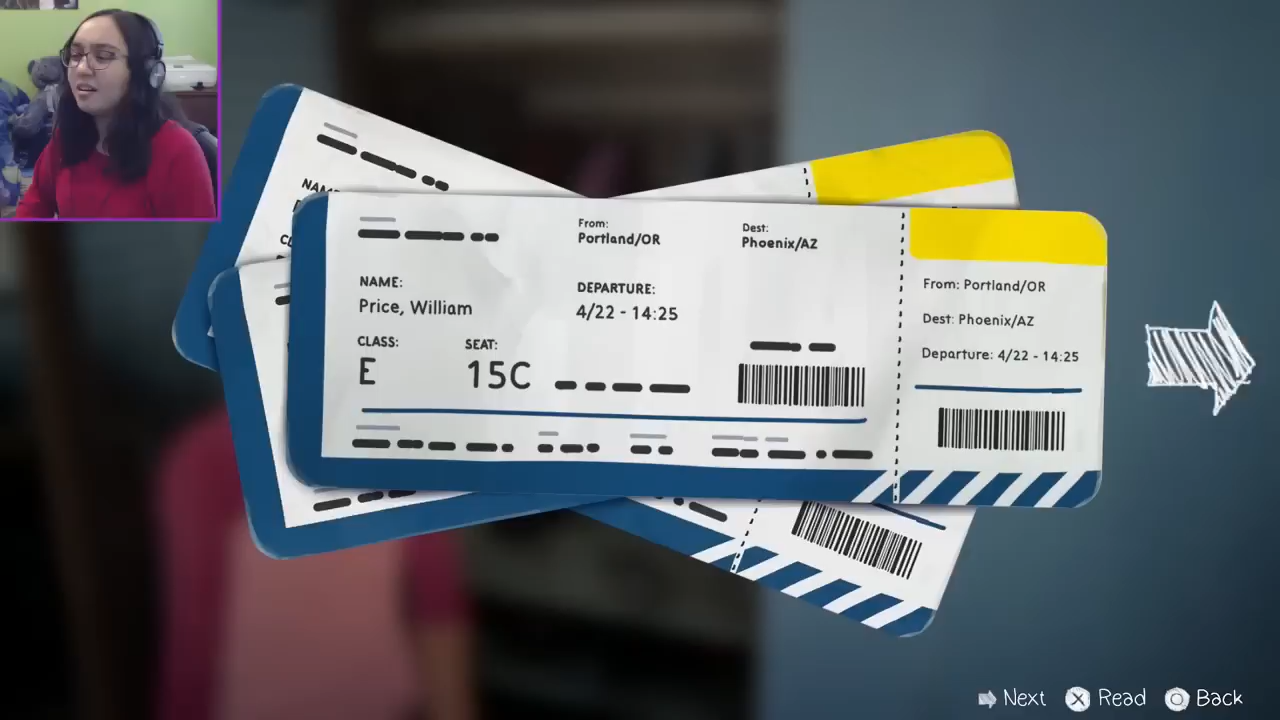 From:
Portland/OR
Dest:
Phoenix/AZ
NAME:
Price, William
DEPARTURE:
4/22 - 14:25
CLASS:
E
SEAT:
15C
From: Portland/OR
Dest: Phoenix/AZ
Departure: 4/22 - 14:25
Next
Read
Back